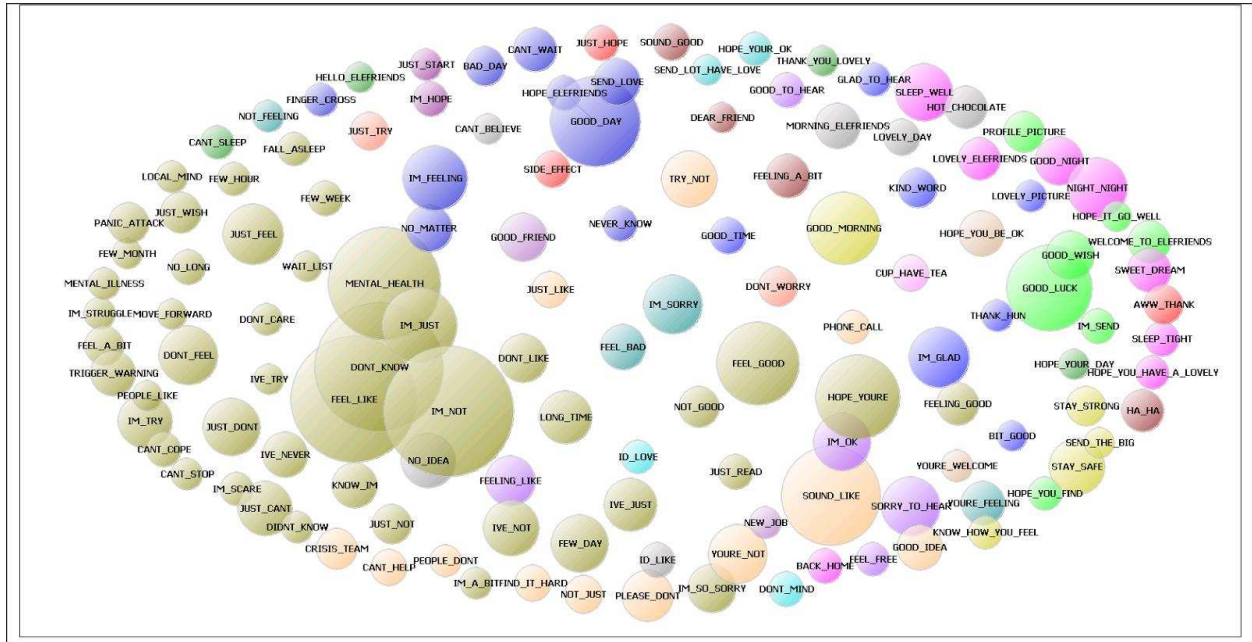 CANT_WAIT
JUST_HOPE
SOUND_GOOD
HOPE_YOUR_OK
JUST_START
BAD_DAY
SEND_LOT_HAVE_LOVE
THANK_YOU_LOVELY
HELLO_ELEFRIENDS
SEND_LOVE
GLAD_TO_HEAR
FINGER_CROSS
IM_HOPE
HOPE_ELEFRIENDS
GOOD_TO_HEAR
SLEEP_WELL
HOT_CHOCOLATE
NOT_FEELING
GOOD_DAY
DEAR_FRIEND
JUST_TRY
CANT_BELIEVE
MORNING_ELEFRIENDS
LOVELY_DAY
PROFILE_PICTURE
CANT_SLEEP
FALL_ASLEEP
GOOD_NIGHT
LOVELY_ELEFRIENDS
SIDE_EFFECT
LOCAL_MIND
FEW_HOUR
IM_FEELING
TRY_NOT
FEELING_A_BIT
KIND_WORD
NIGHT_NIGHT
FEW_WEEK
LOVELY_PICTURE
JUST_WISH
HOPE_IT_GO_WELL
PANIC_ATTACK
NO_MATTER
NEVER_KNOW
GOOD_MORNING
JUST_FEEL
GOOD_FRIEND
GOOD_TIME
HOPE_YOU_BE_OK
WELCOME_TO_ELEFRIENDS
FEW_MONTH
GOOD_WISH
NO_LONG
WAIT_LIST
CUP_HAVE_TEA
SWEET_DREAM
MENTAL_ILLNESS
MENTAL_HEALTH
JUST_LIKE
DONT_WORRY
GOOD_LUCK
IM_SORRY
AWW_THANK
IM_STRUGGLE
MOVE_FORWARD
DONT_CARE
THANK_HUN
IM_JUST
PHONE_CALL
IM_SEND
SLEEP_TIGHT
FEEL_A_BIT
DONT_FEEL
FEEL_BAD
DONT_KNOW
DONT_LIKE
FEEL_GOOD
IM_GLAD
HOPE_YOUR_DAY
TRIGGER_WARNING
HOPE_YOU_HAVE_A_LOVELY
IVE_TRY
PEOPLE_LIKE
FEEL_LIKE
HOPE_YOURE
FEELING_GOOD
NOT_GOOD
STAY_STRONG
IM_NOT
HA_HA
LONG_TIME
IM_TRY
JUST_DONT
BIT_GOOD
IM_OK
SEND_THE_BIG
CANT_COPE
IVE_NEVER
ID_LOVE
NO_IDEA
YOURE_WELCOME
STAY_SAFE
CANT_STOP
JUST_READ
KNOW_IM
FEELING_LIKE
IM_SCARE
SOUND_LIKE
HOPE_YOU_FIND
JUST_CANT
IVE_JUST
SORRY_TO_HEAR
YOURE_FEELING
NEW_JOB
DIDNT_KNOW
JUST_NOT
IVE_NOT
KNOW_HOW_YOU_FEEL
FEW_DAY
CRISIS_TEAM
GOOD_IDEA
YOURE_NOT
PEOPLE_DONT
ID_LIKE
FEEL_FREE
BACK_HOME
CANT_HELP
IM_A_BIT
FIND_IT_HARD
IM_SO_SORRY
DONT_MIND
NOT_JUST
PLEASE_DONT